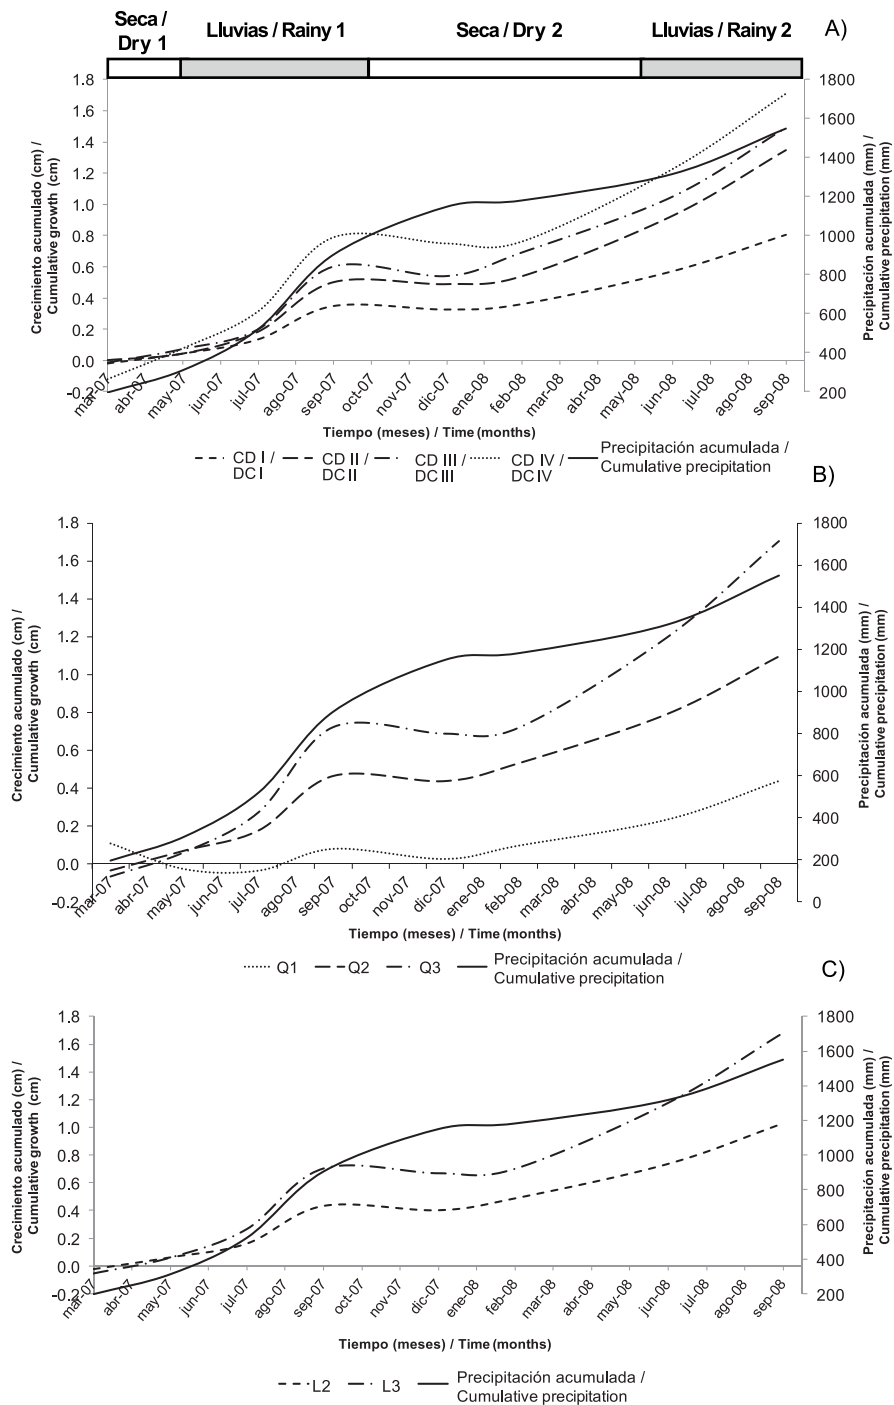 Seca /
Dry 1
Lluvias / Rainy 1
Seca / Dry 2
Lluvias / Rainy 2
A)
Crecimiento acumulado (cm) /
Cumulative growth (cm)
1.8
1.6
1.4
1.2
1.0
0.8
0.6
0.4
0.2
0.0
-0.2
1800
1600
1400
1200
1000
800
600
400
200
Precipitación acumulada (mm) /
Cumulative precipitation (mm)
mar-07
abr-07
may-07
jun-07
jul-07
ago-07
sep-07
oct-07
nov-07
dic-07
ene-08
feb-08
mar-08
abr-08
may-08
jun-08
jul-08
ago-08
sep-08
Tiempo (meses) / Time (months)
CD I /
DC I
CD II /
DC II
CD III /
DC III
CD IV /
DC IV
Precipitación acumulada /
Cumulative precipitation
B)
Crecimiento acumulado (cm) /
Cumulative growth (cm)
1.8
1.6
1.4
1.2
1.0
0.8
0.6
0.4
0.2
0.0
-0.2
1800
1600
1400
1200
1000
800
600
400
200
0
Precipitación acumulada (mm) /
Cumulative precipitation (mm)
mar-07
abr-07
may-07
jun-07
jul-07
ago-07
sep-07
oct-07
nov-07
dic-07
ene-08
feb-08
mar-08
abr-08
may-08
jun-08
jul-08
ago-08
sep-08
Tiempo (meses) / Time (months)
Q1
Q2
Q3
Precipitación acumulada /
Cumulative precipitation
C)
Crecimiento acumulado (cm) /
Cumulative growth (cm)
1.8
1.6
1.4
1.2
1.0
0.8
0.6
0.4
0.2
0.0
-0.2
1800
1600
1400
1200
1000
800
600
400
200
Precipitación acumulada (mm) /
Cumulative precipitation (mm)
mar-07
abr-07
may-07
jun-07
jul-07
ago-07
sep-07
oct-07
nov-07
dic-07
ene-08
feb-08
mar-08
abr-08
may-08
jun-08
jul-08
ago-08
sep-08
Tiempo (meses) / Time (months)
L2
L3
Precipitación acumulada /
Cumulative precipitation